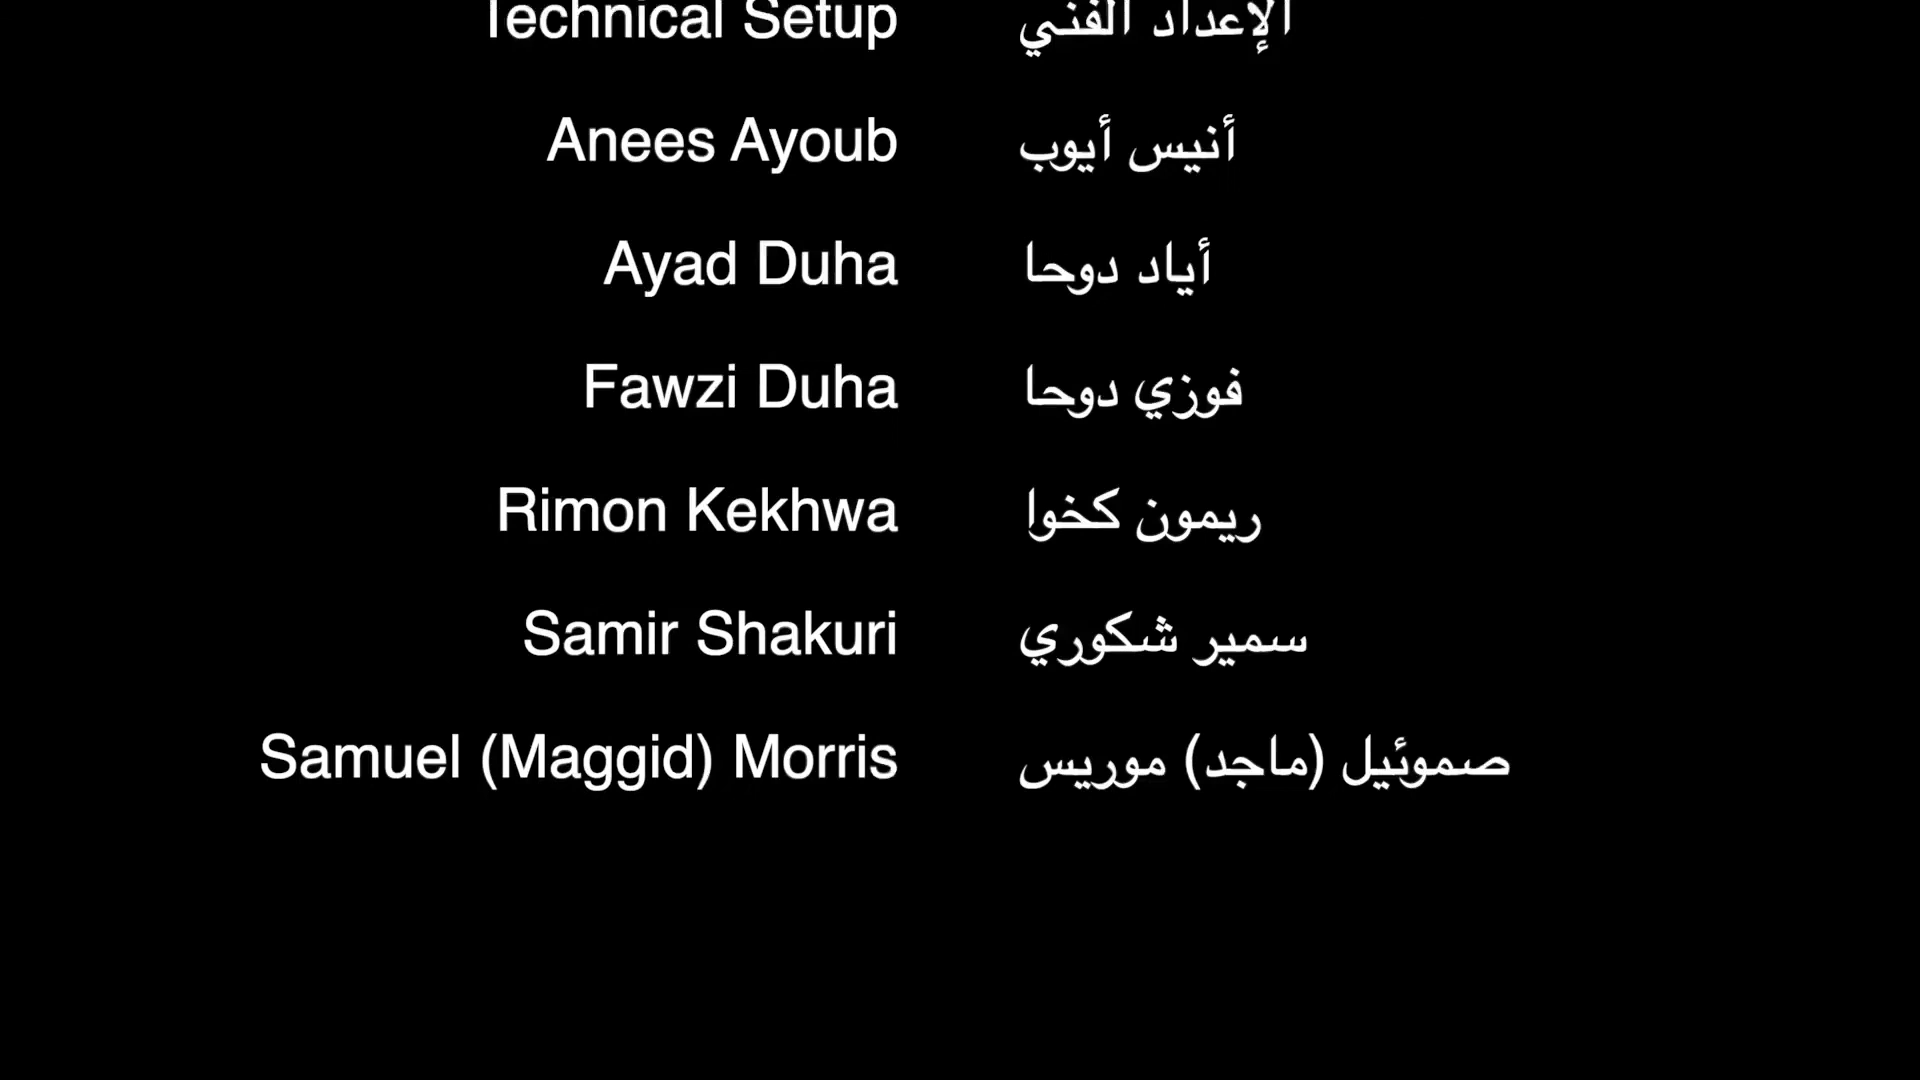 Technical Setup الإعداد الفني
Anees Ayoub أنيس أيوب
Ayad Duha أياد دوحا
Fawzi Duha فوزي دوحا
Rimon Kekhwa ريمون كخوا
Samir Shakuri سمير شكوري
Samuel (Maggid) Morris صموئيل (ماجد) موريس